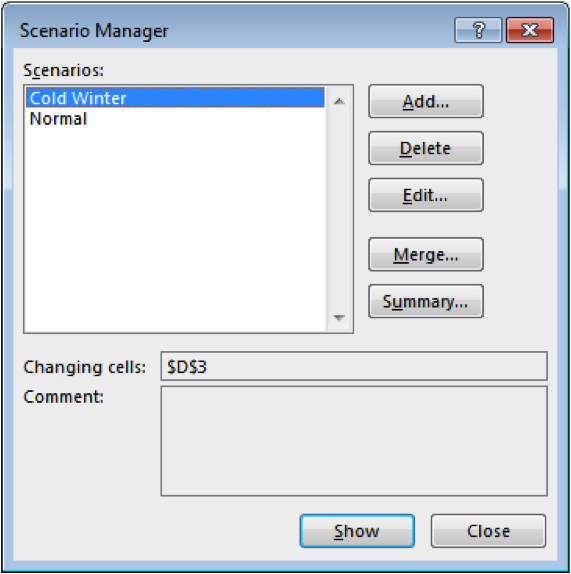 Scenario Manager
?
Scenarios:
Cold Winter
Normal
Add...
Delete
Edit...
Merge...
Summary...
Changing cells: $D$3
Comment:
Show Close